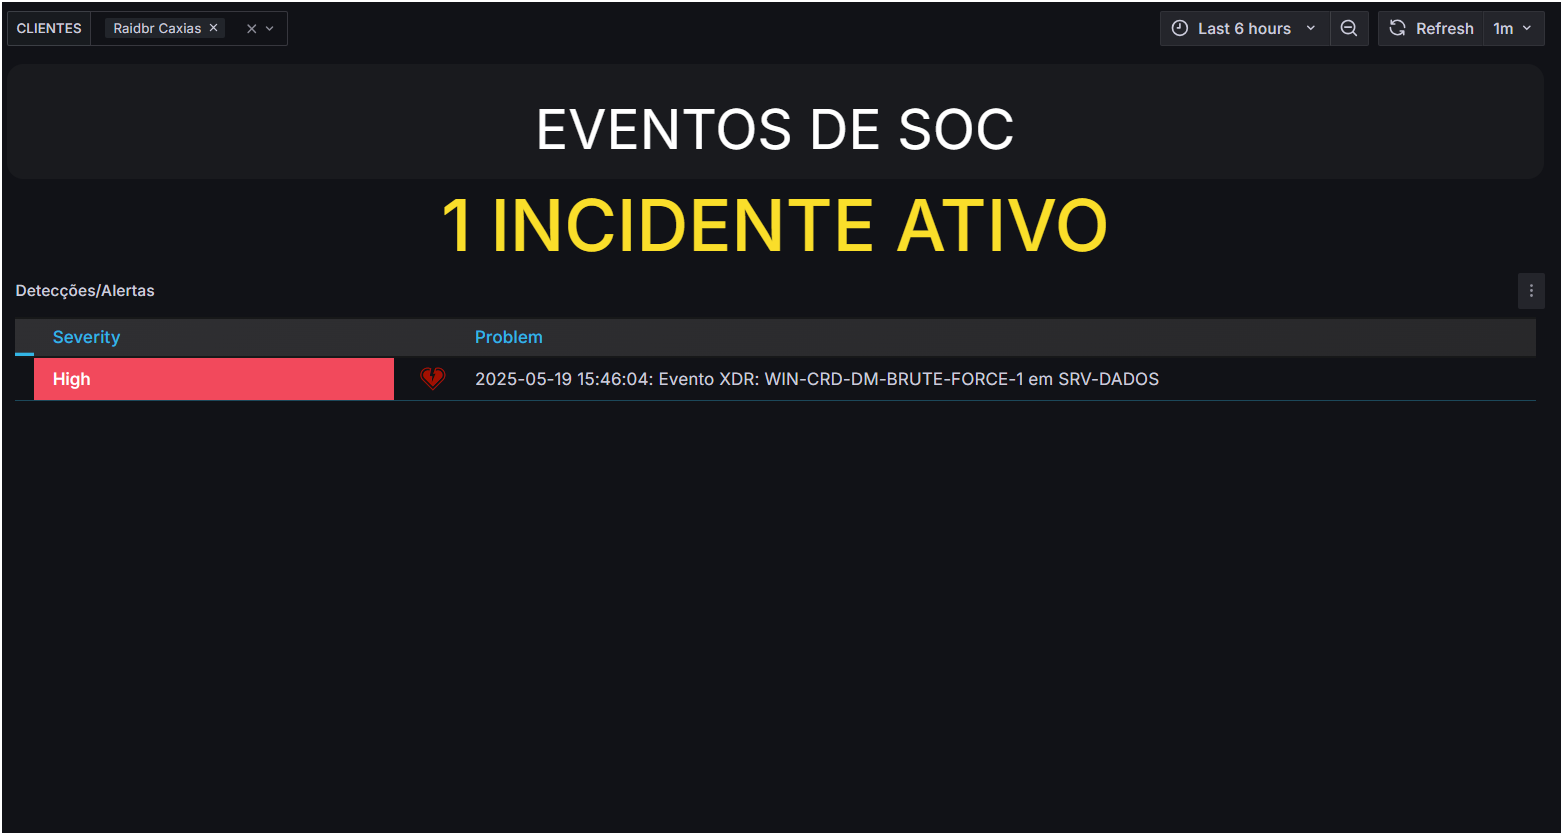 CLIENTES Raidbr Caxias Last 6 hours Refresh 1m
EVENTOS DE SOC
1 INCIDENTE ATIVO
Detecções/Alertas
Severity Problem
High 2025-05-19 15:46:04: Evento XDR: WIN-CRD-DM-BRUTE-FORCE-1 em SRV-DADOS